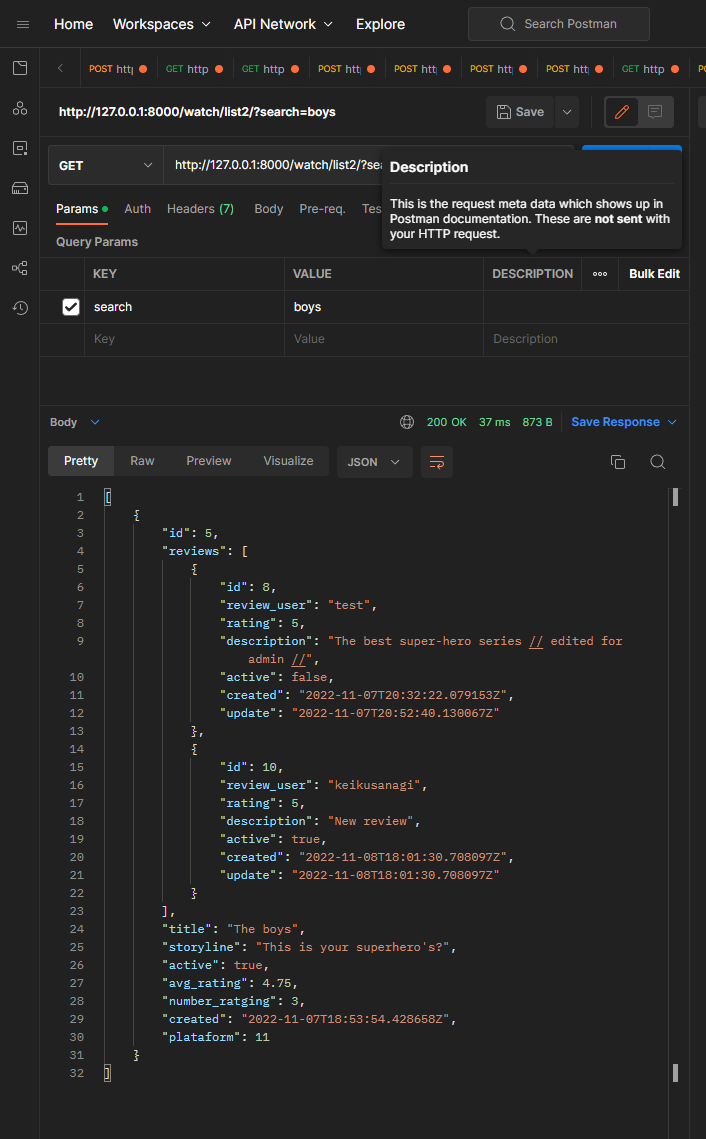 Home Workspaces API Network Explore Search Postman
POST http GET http GET http POST http POST http POST http POST http GET http
http://127.0.0.1:8000/watch/list2/?search=boys Save
GET http://127.0.0.1:8000/watch/list2/?sea
Description
This is the request meta data which shows up in
Postman documentation. These are not sent with
your HTTP request.
Params Auth Headers (7) Body Pre-req. Tes
Query Params
KEY VALUE DESCRIPTION Bulk Edit
search boys
Key Value Description
Body 200 OK 37 ms 873 B Save Response
Pretty Raw Preview Visualize JSON
1 [
2 {
3 "id": 5,
4 "reviews": [
5 {
6 "id": 8,
7 "review_user": "test",
8 "rating": 5,
9 "description": "The best super-hero series // edited for
admin //",
10 "active": false,
11 "created": "2022-11-07T20:32:22.079153Z",
12 "update": "2022-11-07T20:52:40.130067Z"
13 },
14 {
15 "id": 10,
16 "review_user": "keikusanagi",
17 "rating": 5,
18 "description": "New review",
19 "active": true,
20 "created": "2022-11-08T18:01:30.708097Z",
21 "update": "2022-11-08T18:01:30.708097Z"
22 }
23 ],
24 "title": "The boys",
25 "storyline": "This is your superhero's?",
26 "active": true,
27 "avg_rating": 4.75,
28 "number_ratging": 3,
29 "created": "2022-11-07T18:53:54.428658Z",
30 "plataform": 11
31 }
32 ]